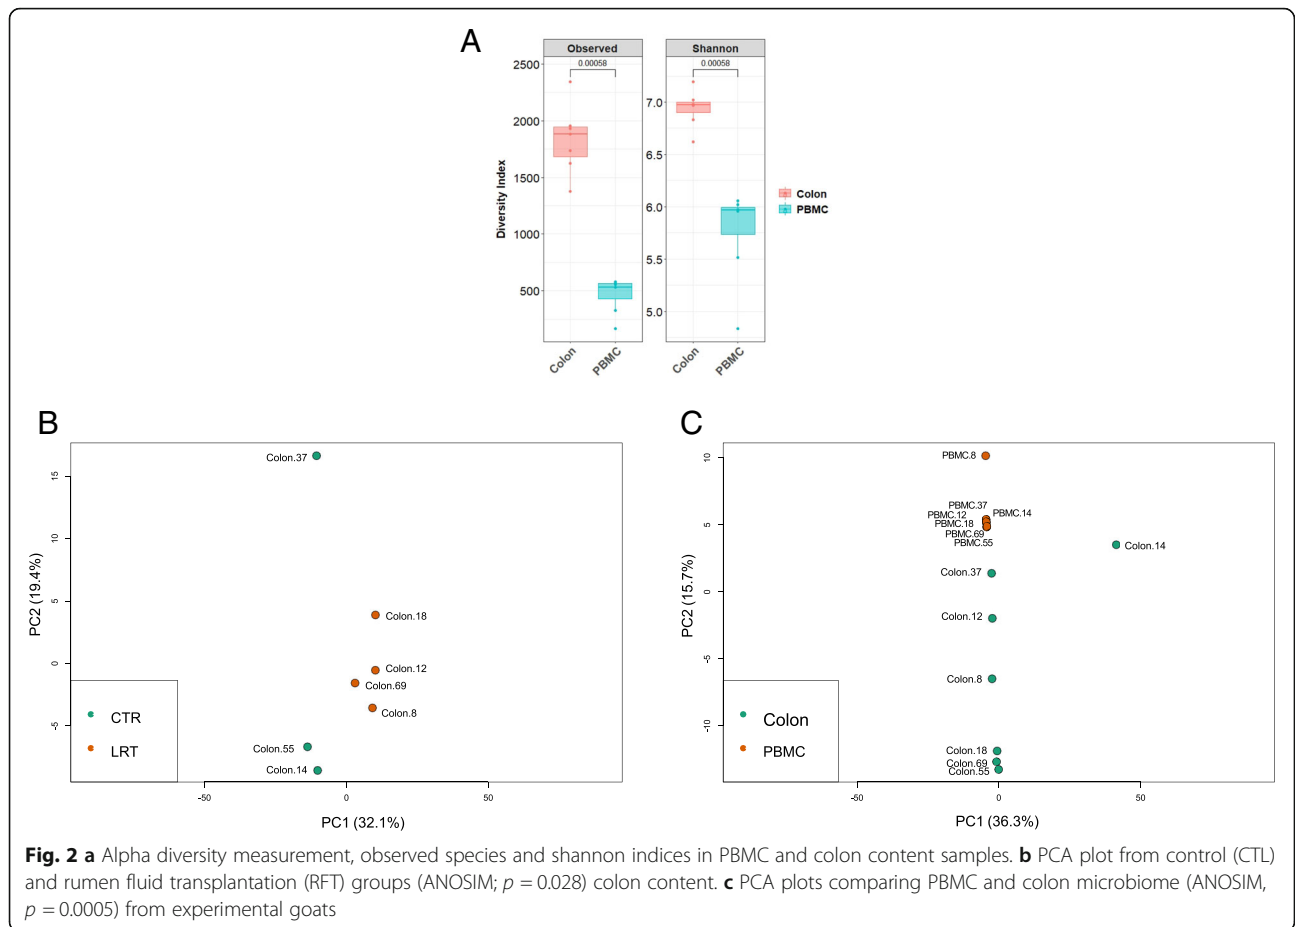 A
Observed
Shannon
0.00058
0.00058
2500
2000
1500
1000
500
7.0
6.5
6.0
5.5
5.0
Diversity Index
Colon
PBMC
Colon
PBMC
Colon
PBMC
B
Colon.37
Colon.18
Colon.12
Colon.69
Colon.8
Colon.55
Colon.14
CTR
LRT
15
10
5
0
-5
PC2 (19.4%)
-50
0
50
PC1 (32.1%)
C
PBMC.8
PBMC.37
PBMC.12
PBMC.14
PBMC.18
PBMC.69
PBMC.55
Colon.14
Colon.37
Colon.12
Colon.8
Colon.18
Colon.69
Colon.55
Colon
PBMC
10
5
0
-5
-10
PC2 (15.7%)
-50
0
50
PC1 (36.3%)
Fig. 2 a Alpha diversity measurement, observed species and shannon indices in PBMC and colon content samples. b PCA plot from control (CTL)
and rumen fluid transplantation (RFT) groups (ANOSIM; p = 0.028) colon content. c PCA plots comparing PBMC and colon microbiome (ANOSIM,
p = 0.0005) from experimental goats